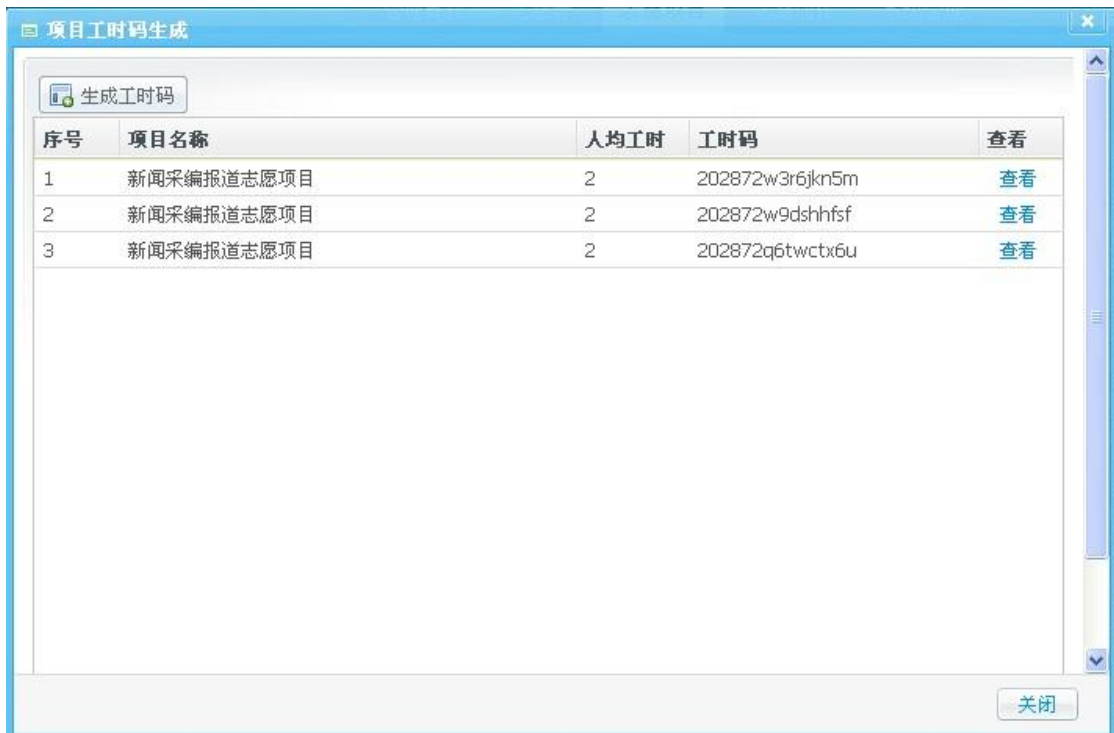 项目工时码生成
生成工时码
序号 项目名称 人均工时 工时码 查看
1 新闻采编报道志愿项目 2 202872w3r6jkn5m 查看
2 新闻采编报道志愿项目 2 202872w9dshhfsf 查看
3 新闻采编报道志愿项目 2 202872q6twctx6u 查看
关闭